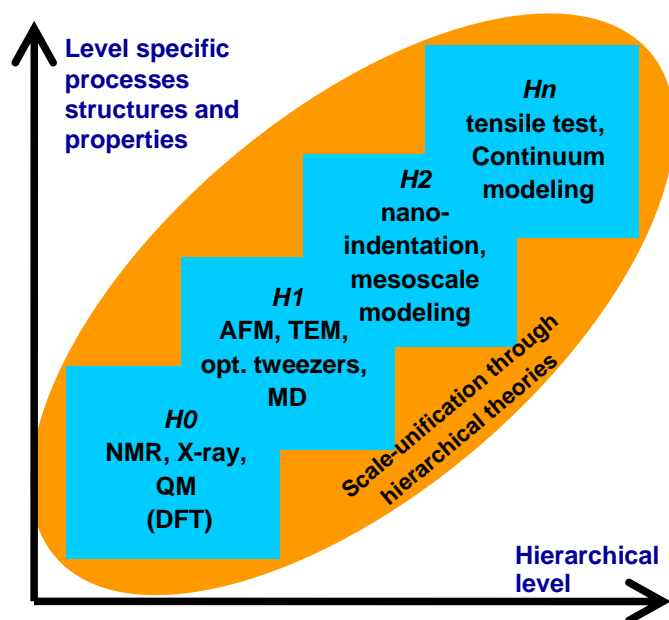 Level specific
processes
structures and
properties
Hn
tensile test,
Continuum
modeling
H2
nano-
indentation,
mesoscale
modeling
H1
AFM, TEM,
opt. tweezers,
MD
H0
NMR, X-ray,
QM
(DFT)
Scale-unification through
hierarchical theories
Hierarchical
level